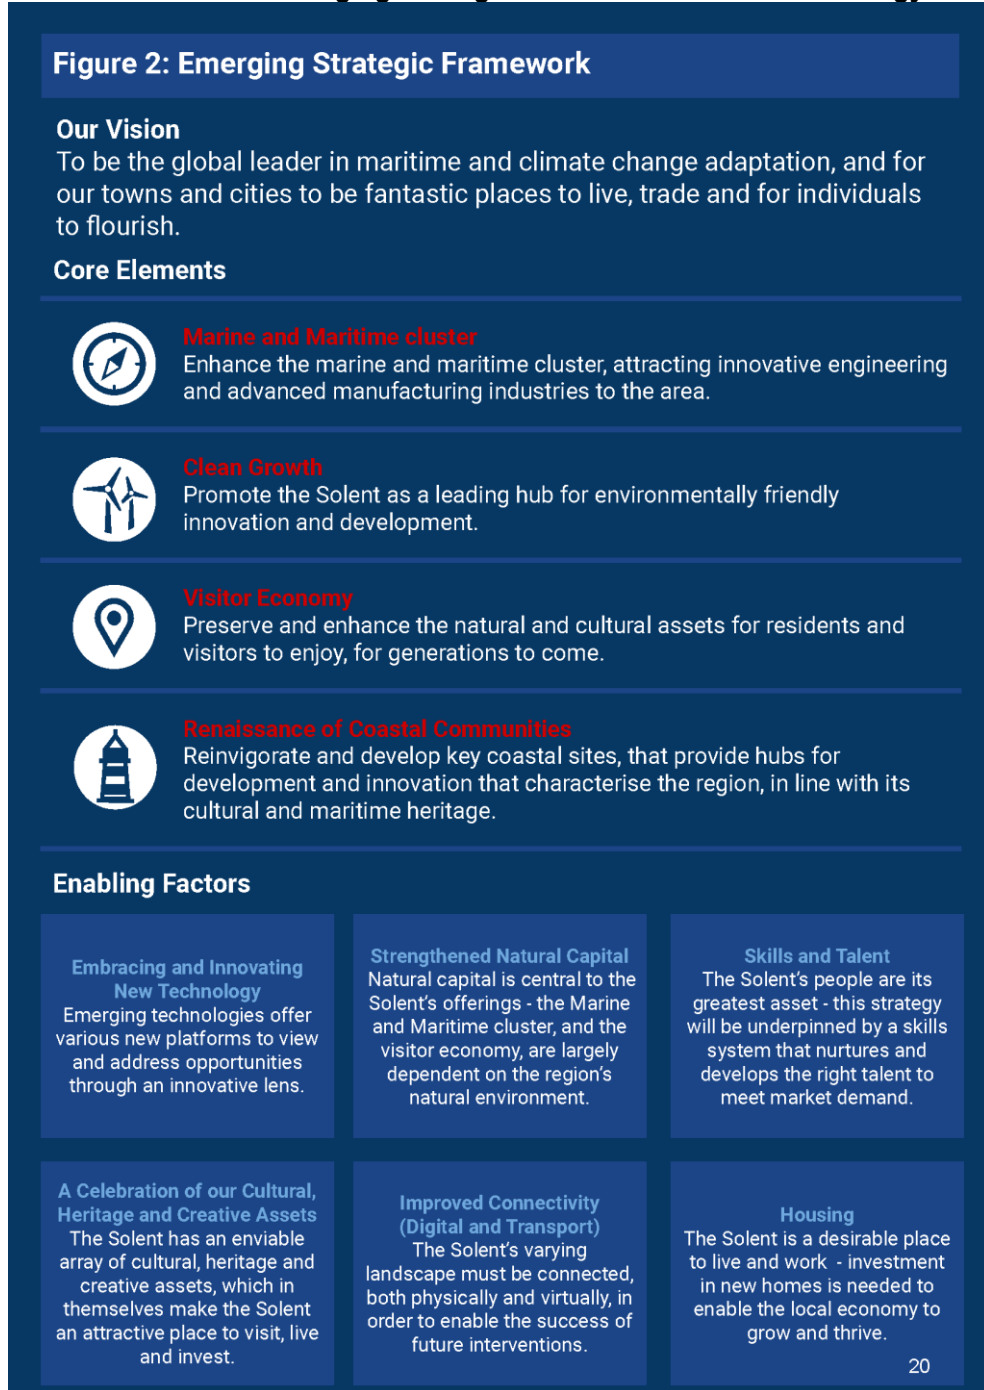 Figure 2: Emerging Strategic Framework
Our Vision
To be the global leader in maritime and climate change adaptation, and for
our towns and cities to be fantastic places to live, trade and for individuals
to flourish.
Core Elements
Marine and Maritime cluster
Enhance the marine and maritime cluster, attracting innovative engineering
and advanced manufacturing industries to the area.
Clean Growth
Promote the Solent as a leading hub for environmentally friendly
innovation and development.
Visitor Economy
Preserve and enhance the natural and cultural assets for residents and
visitors to enjoy, for generations to come.
Renaissance of Coastal Communities
Reinvigorate and develop key coastal sites, that provide hubs for
development and innovation that characterise the region, in line with its
cultural and maritime heritage.
Enabling Factors
Embracing and Innovating
New Technology
Emerging technologies offer
various new platforms to view
and address opportunities
through an innovative lens.
Strengthened Natural Capital
Natural capital is central to the
Solent's offerings - the Marine
and Maritime cluster, and the
visitor economy, are largely
dependent on the region's
natural environment.
Skills and Talent
The Solent's people are its
greatest asset - this strategy
will be underpinned by a skills
system that nurtures and
develops the right talent to
meet market demand.
A Celebration of our Cultural,
Heritage and Creative Assets
The Solent has an enviable
array of cultural, heritage and
creative assets, which in
themselves make the Solent
an attractive place to visit, live
and invest.
Improved Connectivity
(Digital and Transport)
The Solent's varying
landscape must be connected,
both physically and virtually, in
order to enable the success of
future interventions.
Housing
The Solent is a desirable place
to live and work - investment
in new homes is needed to
enable the local economy to
grow and thrive.
20